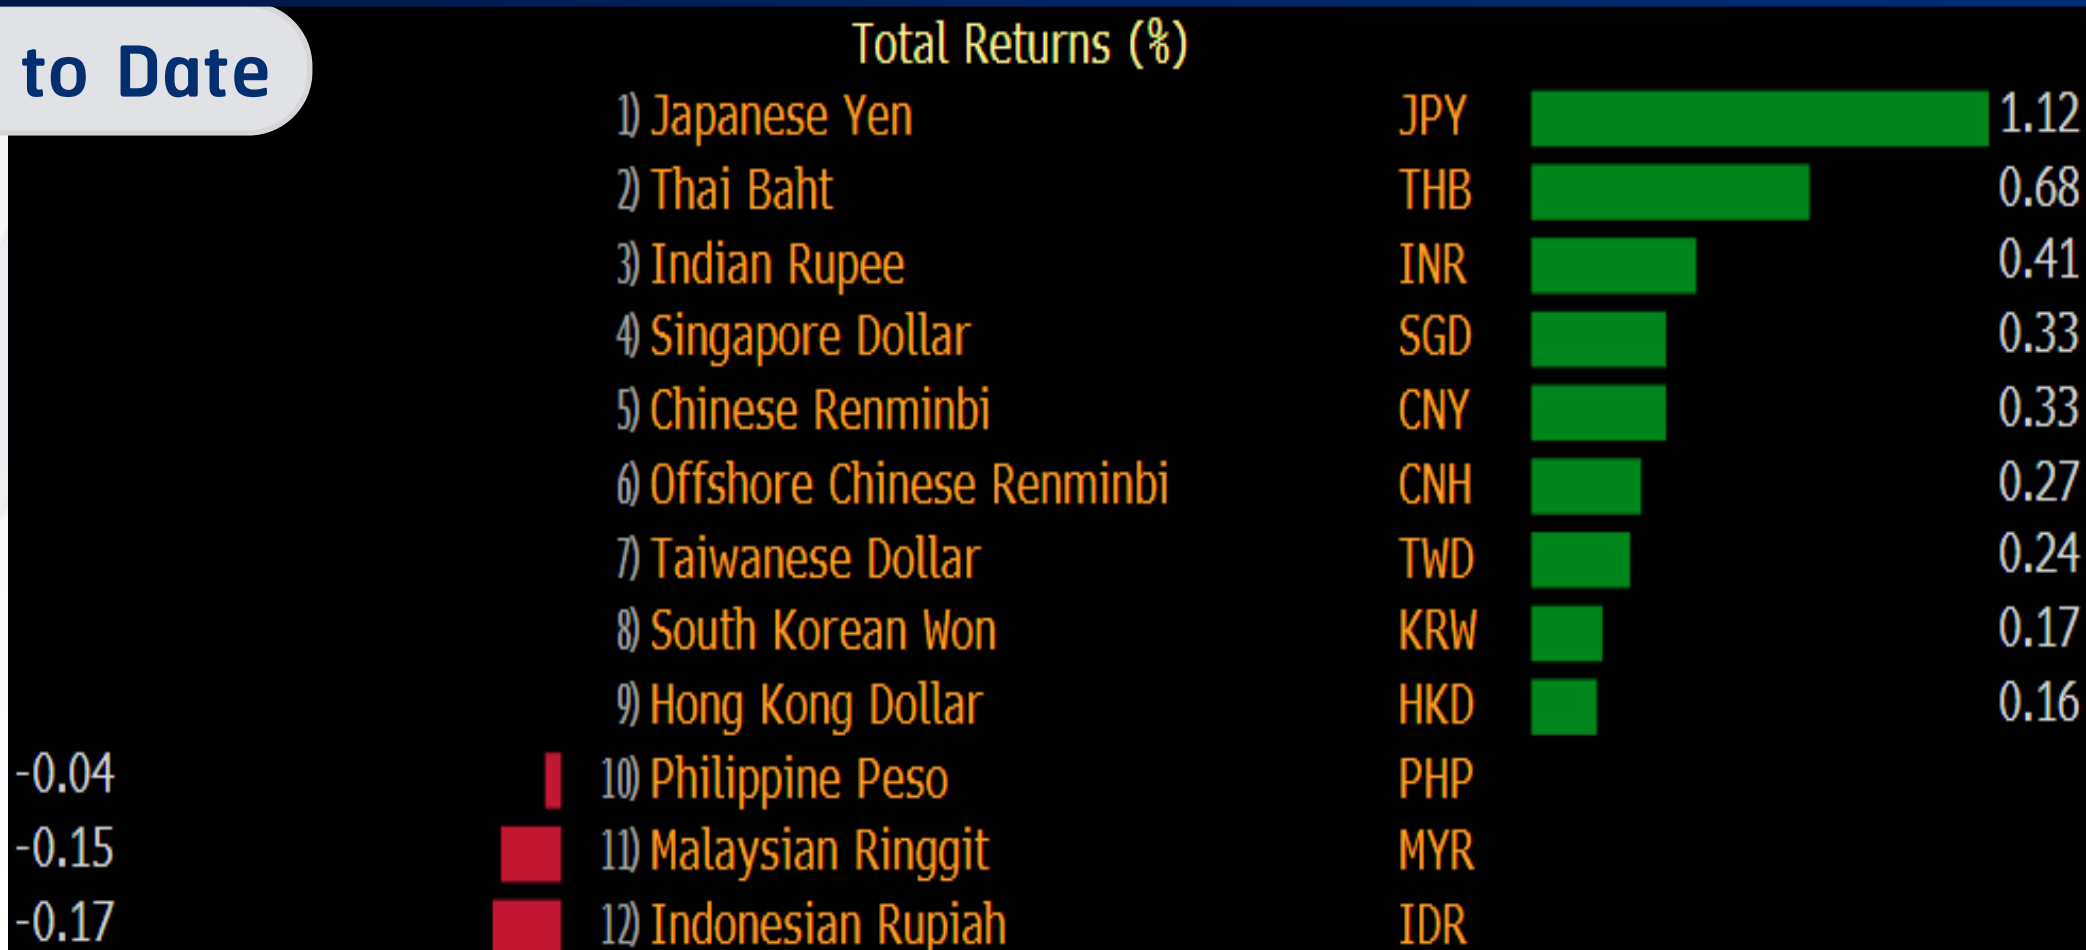 to Date
Total Returns (%)
1) Japanese Yen JPY 1.12
2) Thai Baht THB 0.68
3) Indian Rupee INR 0.41
4) Singapore Dollar SGD 0.33
5) Chinese Renminbi CNY 0.33
6) Offshore Chinese Renminbi CNH 0.27
7) Taiwanese Dollar TWD 0.24
8) South Korean Won KRW 0.17
9) Hong Kong Dollar HKD 0.16
-0.04 10) Philippine Peso PHP
-0.15 11) Malaysian Ringgit MYR
-0.17 12) Indonesian Rupiah IDR